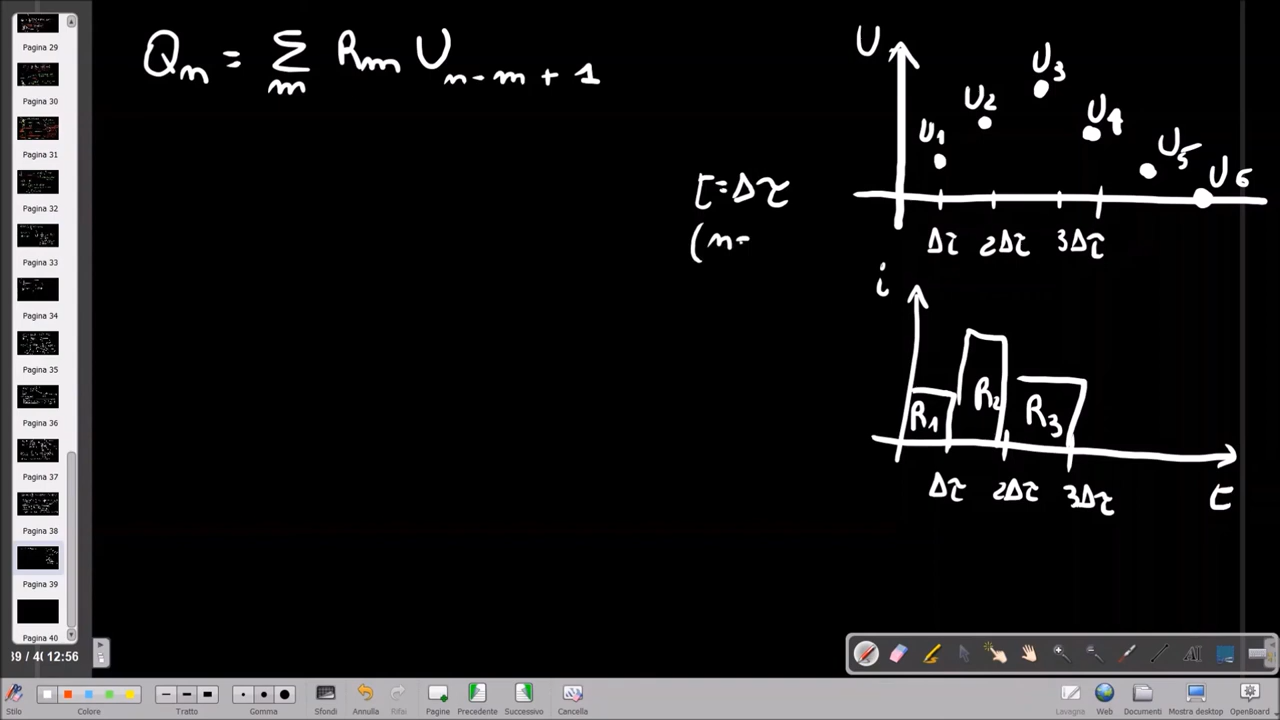 Pagina 29
Pagina 30
Pagina 31
Pagina 32
Pagina 33
Pagina 34
Pagina 35
Pagina 36
Pagina 37
Pagina 38
Pagina 39
Pagina 40
39 / 40 12:56
Qn = Σm Rm Un-m+1
t=Δτ
(n=
U
U1
U2
U3
U4
U5
U6
Δτ 2Δτ 3Δτ
i
R1
R2
R3
Δτ 2Δτ 3Δτ t
Stilo
Colore
Tratto
Gomma
Sfondi
Annulla
Rifai
Pagine
Precedente
Successivo
Cancella
Lavagna
Web
Documenti
Mostra desktop
OpenBoard